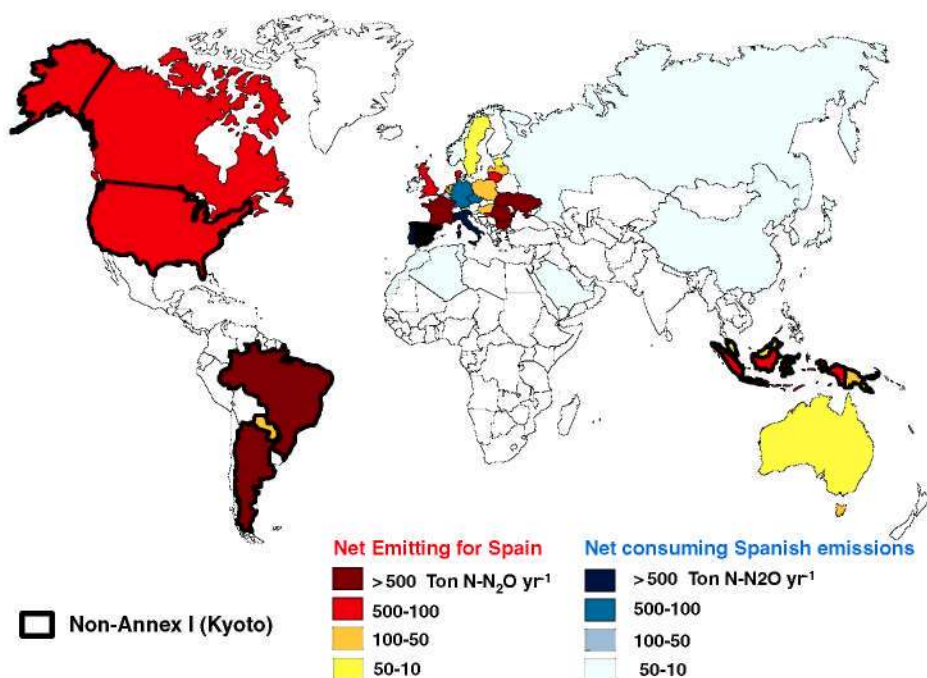 Net Emitting for Spain
> 500 Ton N-N₂O yr⁻¹
500-100
100-50
50-10
Net consuming Spanish emissions
> 500 Ton N-N2O yr⁻¹
500-100
100-50
50-10
Non-Annex I (Kyoto)